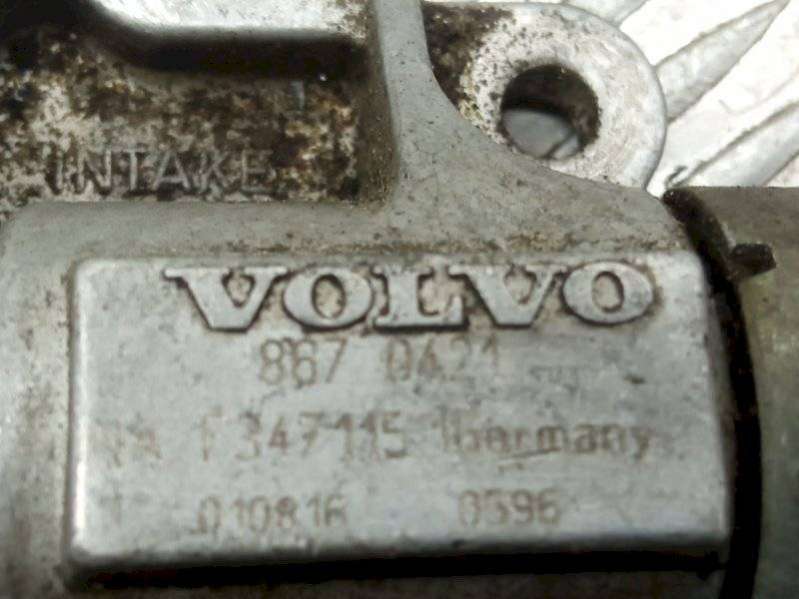 INTAKE
VOLVO
867 0421
F 347115 Germany
010816 0596